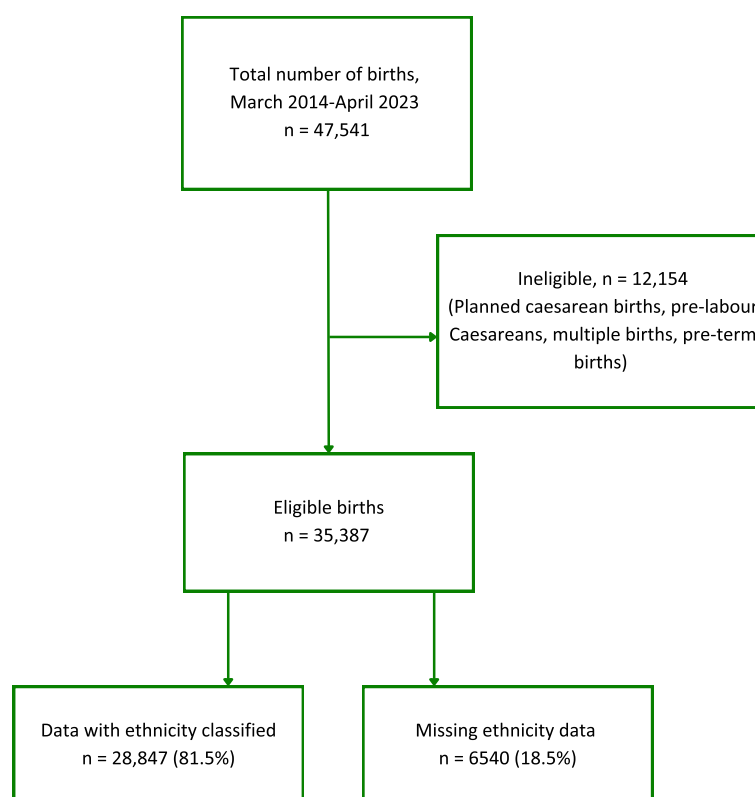 Total number of births,
March 2014-April 2023
n = 47,541
Ineligible, n = 12,154
(Planned caesarean births, pre-labour
Caesareans, multiple births, pre-term
births)
Eligible births
n = 35,387
Data with ethnicity classified
n = 28,847 (81.5%)
Missing ethnicity data
n = 6540 (18.5%)